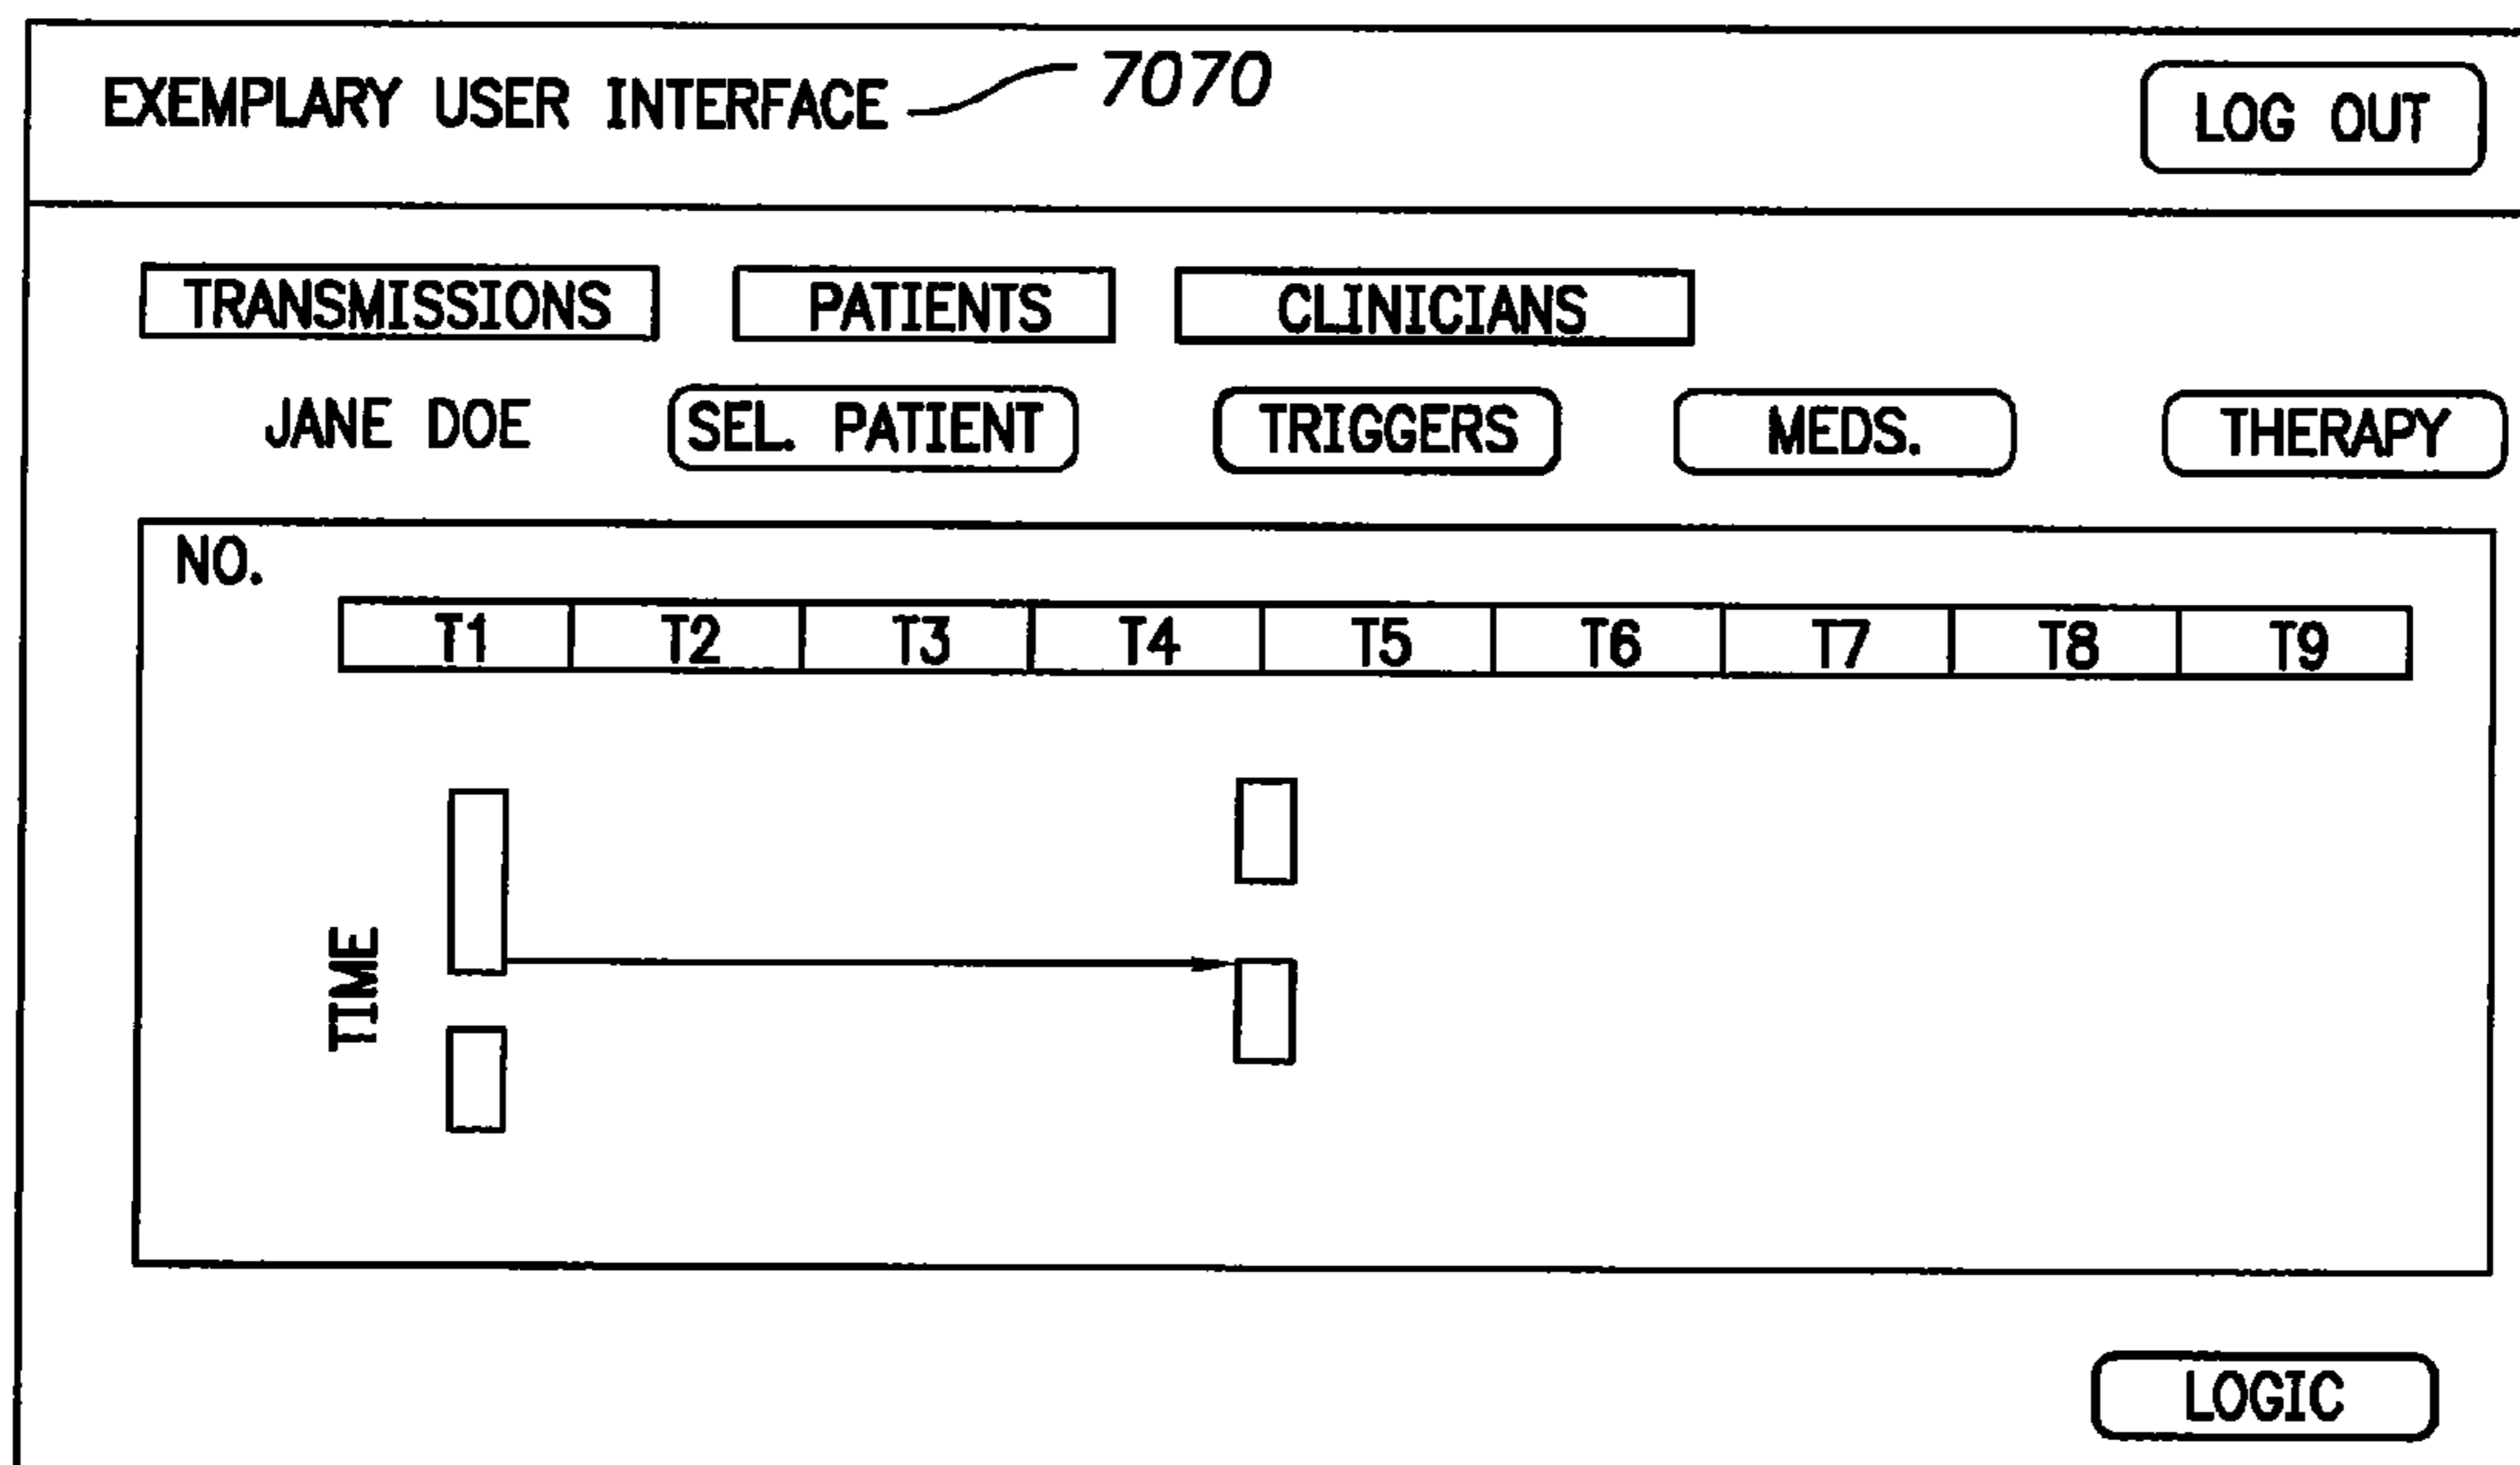 EXEMPLARY USER INTERFACE 7070 LOG OUT
TRANSMISSIONS PATIENTS CLINICIANS
JANE DOE SEL. PATIENT TRIGGERS MEDS. THERAPY
NO.
T1 T2 T3 T4 T5 T6 T7 T8 T9
TIME
LOGIC